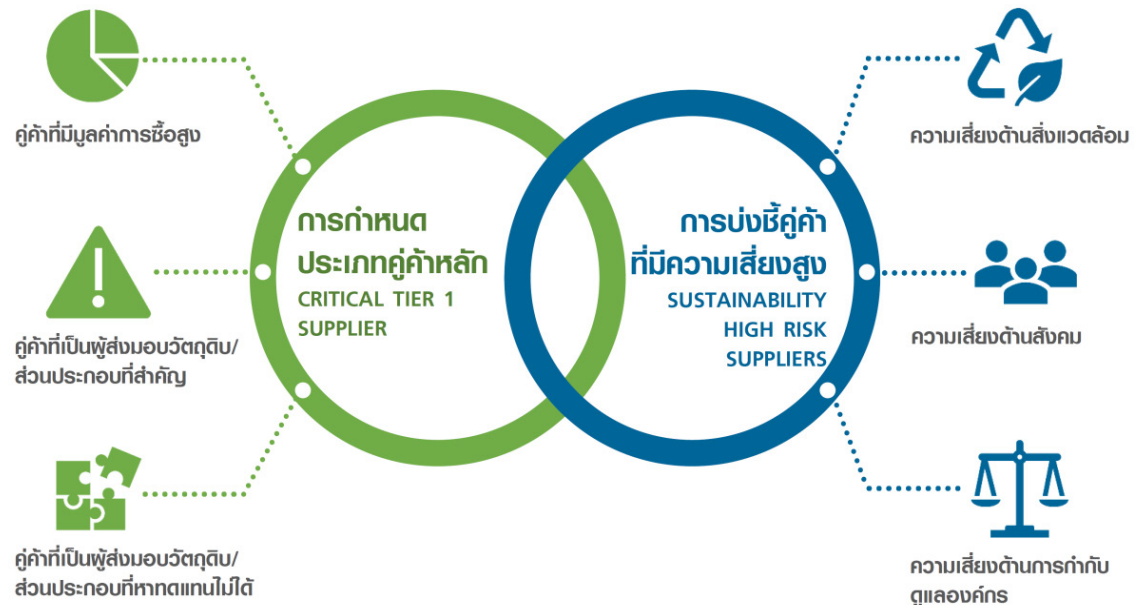 คู่ค้าที่มีมูลค่าการซื้อสูง
คู่ค้าที่เป็นผู้ส่งมอบวัตถุดิบ/
ส่วนประกอบที่สำคัญ
คู่ค้าที่เป็นผู้ส่งมอบวัตถุดิบ/
ส่วนประกอบที่หาทดแทนไม่ได้
การกำหนด
ประเภทคู่ค้าหลัก
CRITICAL TIER 1
SUPPLIER
การบ่งชี้คู่ค้า
ที่มีความเสี่ยงสูง
SUSTAINABILITY
HIGH RISK
SUPPLIERS
ความเสี่ยงด้านสิ่งแวดล้อม
ความเสี่ยงด้านสังคม
ความเสี่ยงด้านการกำกับ
ดูแลองค์กร